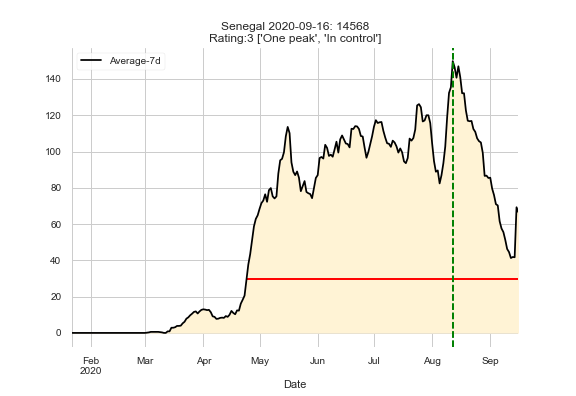 Senegal 2020-09-16: 14568
Rating:3 ['One peak', 'In control']
Average-7d
140
120
100
80
60
40
20
0
Feb Mar Apr May Jun Jul Aug Sep
2020
Date